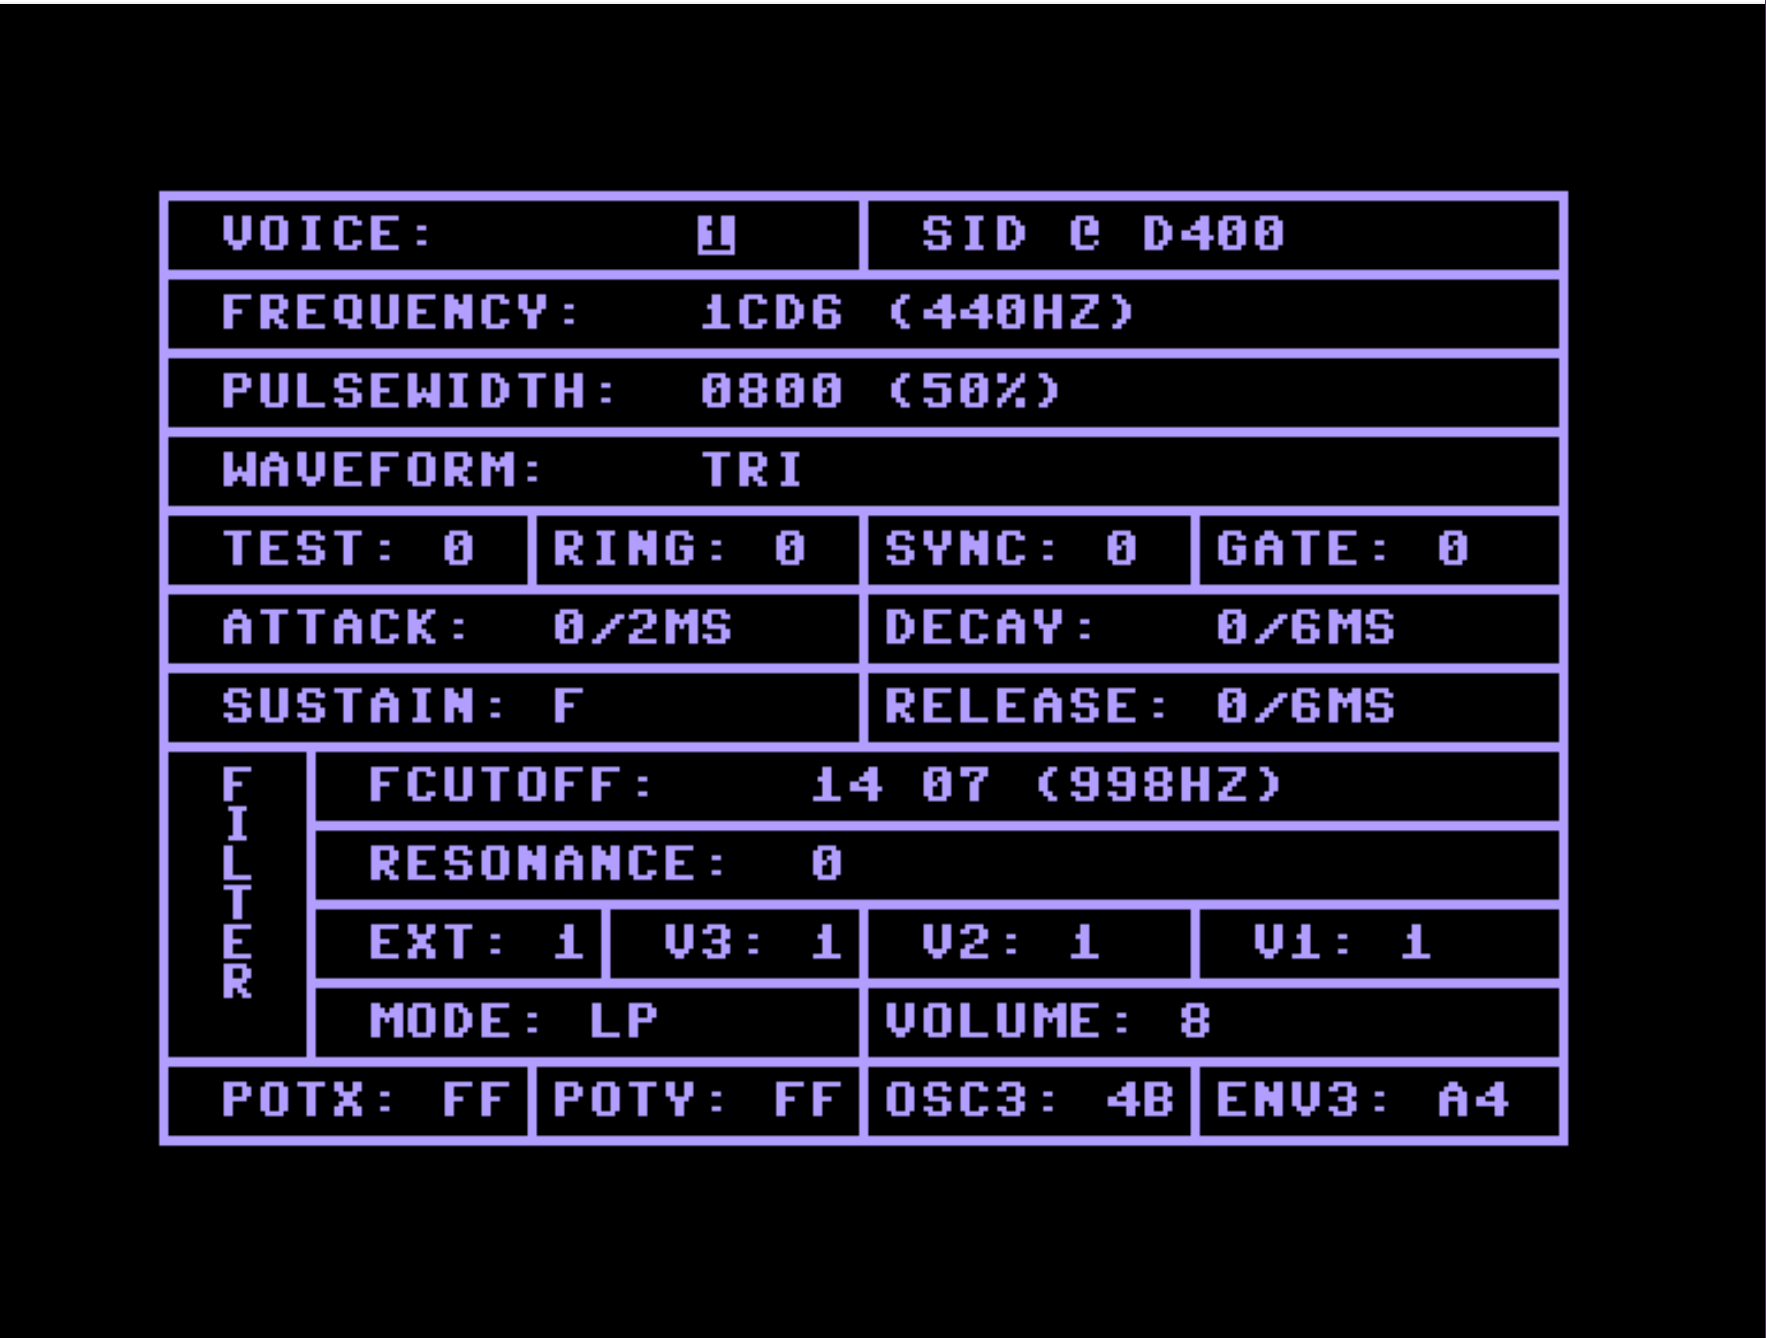 VOICE: 1 SID @ D400
FREQUENCY: 1CD6 (440HZ)
PULSEWIDTH: 0800 (50%)
WAVEFORM: TRI
TEST: 0 RING: 0 SYNC: 0 GATE: 0
ATTACK: 0/2MS DECAY: 0/6MS
SUSTAIN: F RELEASE: 0/6MS
FILTER
FCUTOFF: 14 07 (998HZ)
RESONANCE: 0
EXT: 1 V3: 1 V2: 1 V1: 1
MODE: LP VOLUME: 8
POTX: FF POTY: FF OSC3: 4B ENV3: A4